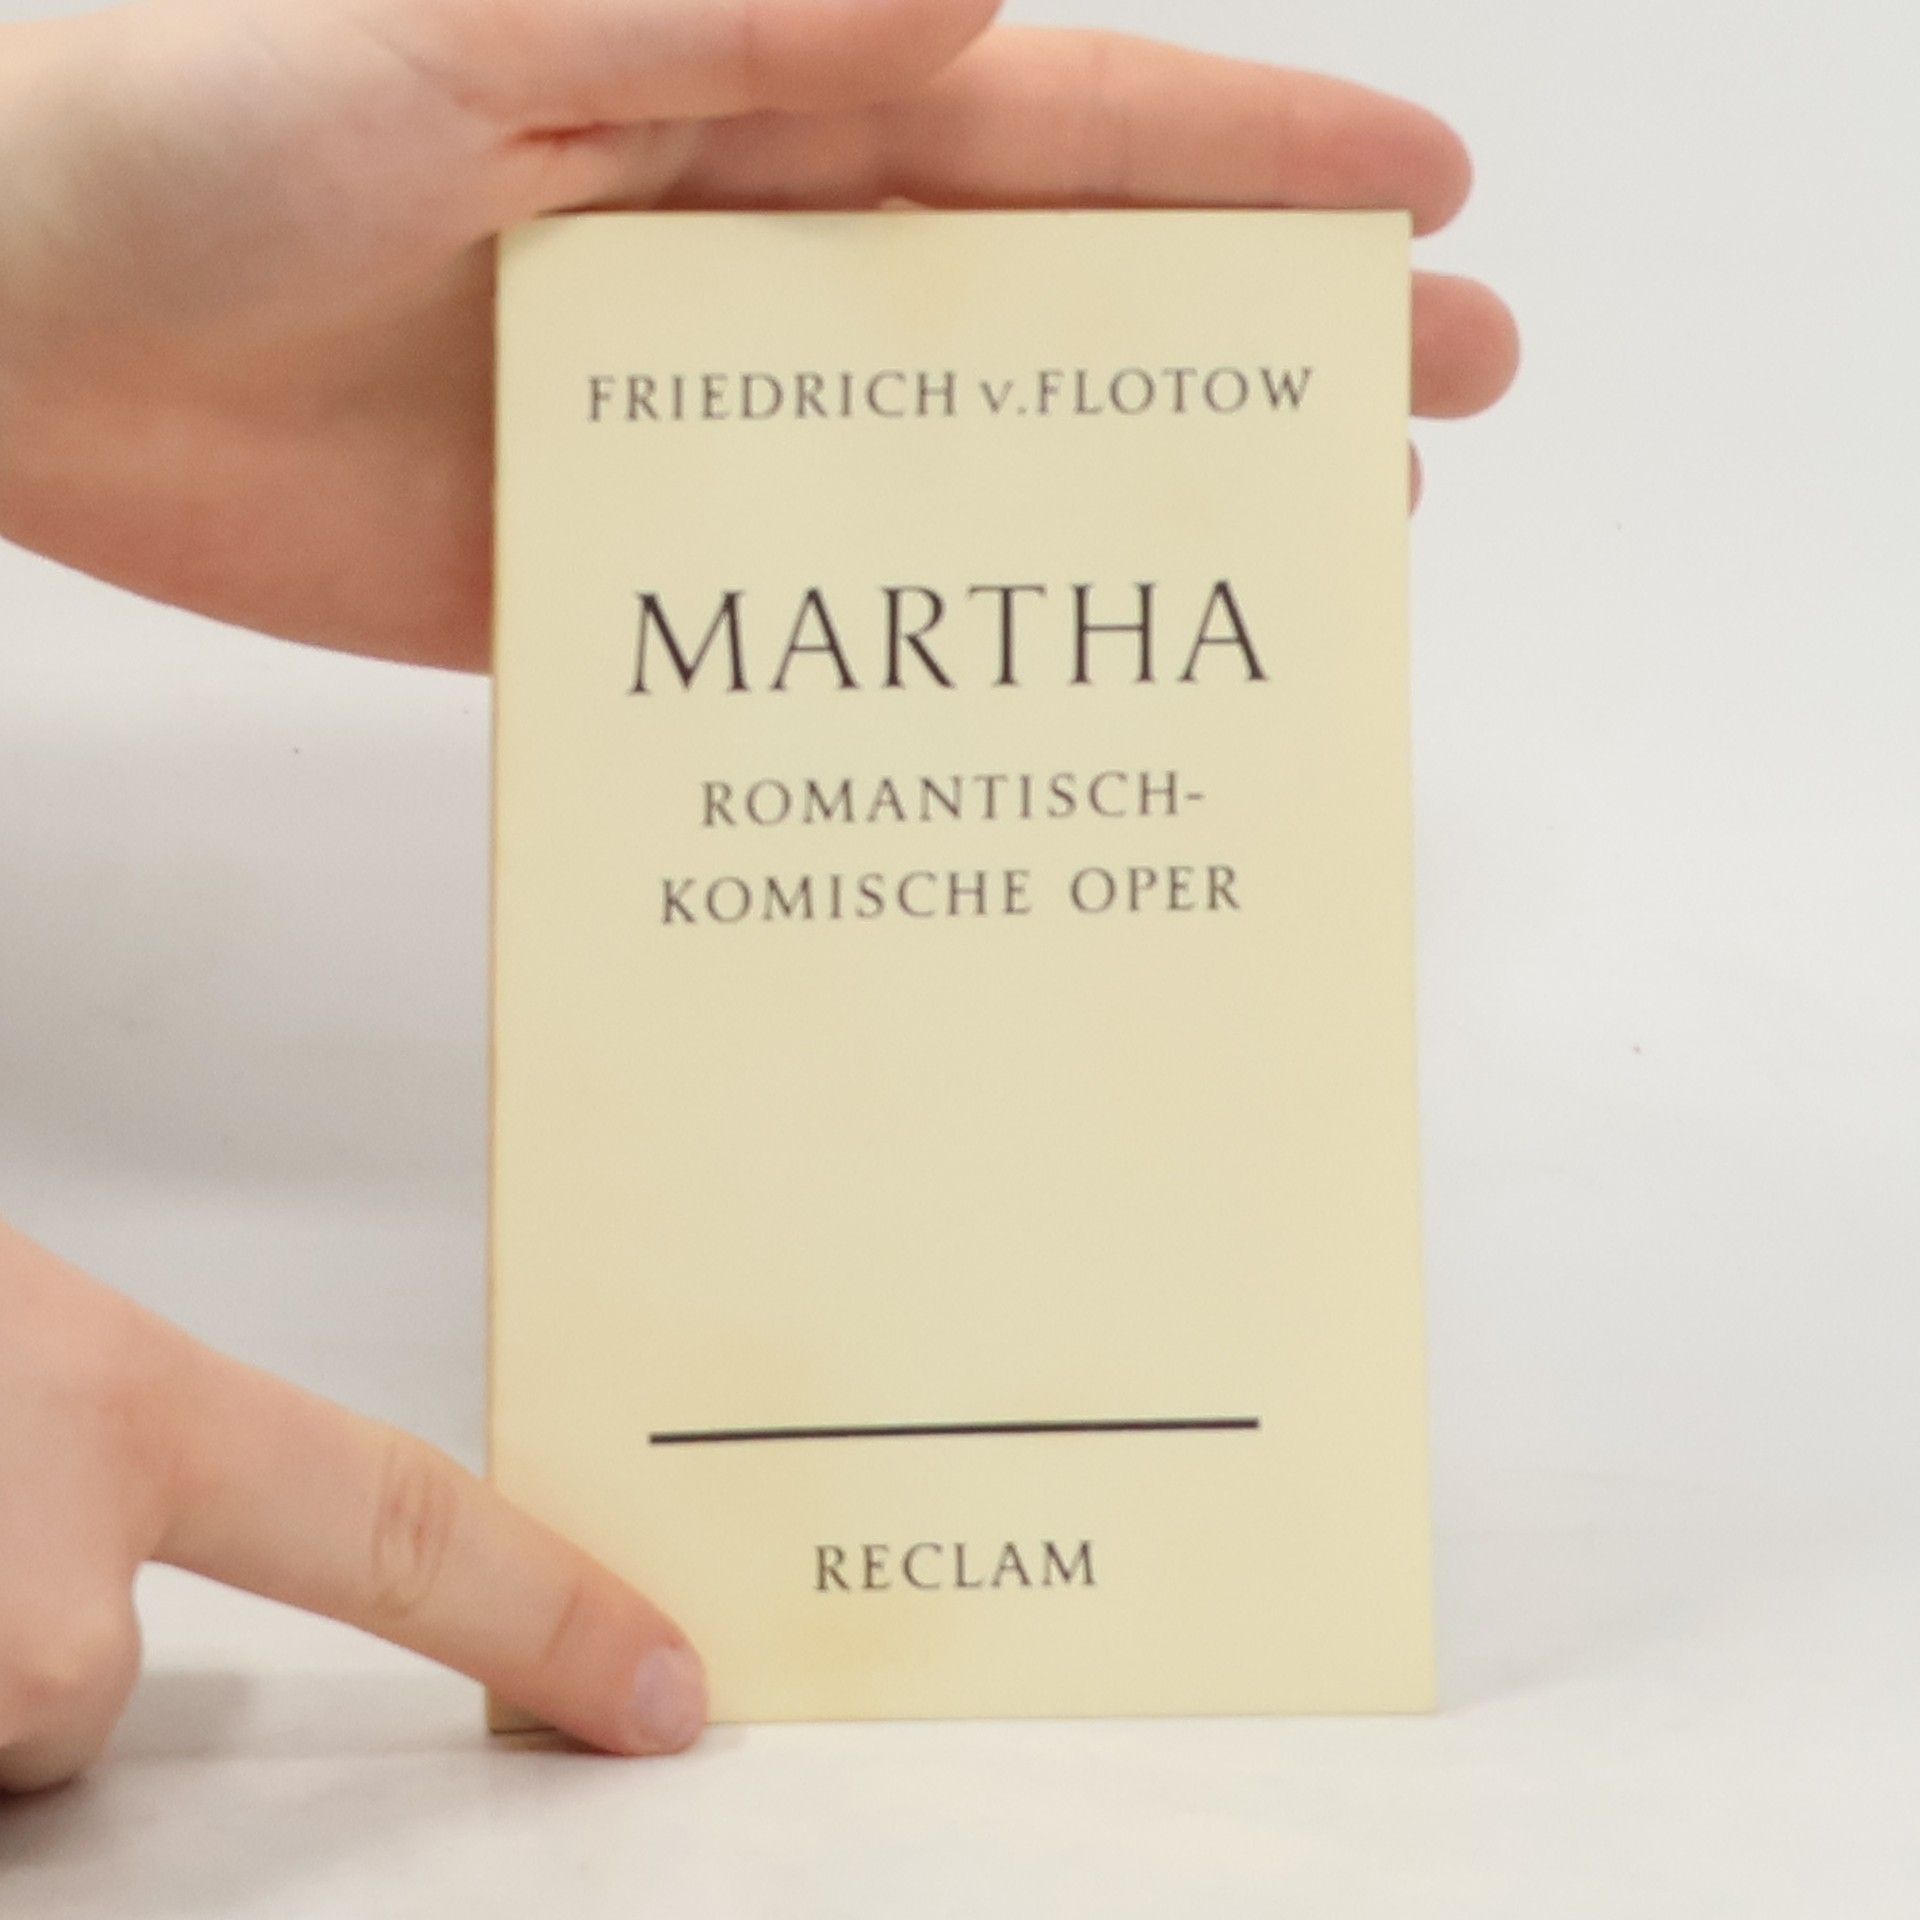 FRIEDRICH v. FLOTOW
MARTHA
ROMANTISCH-
KOMISCHE OPER
RECLAM